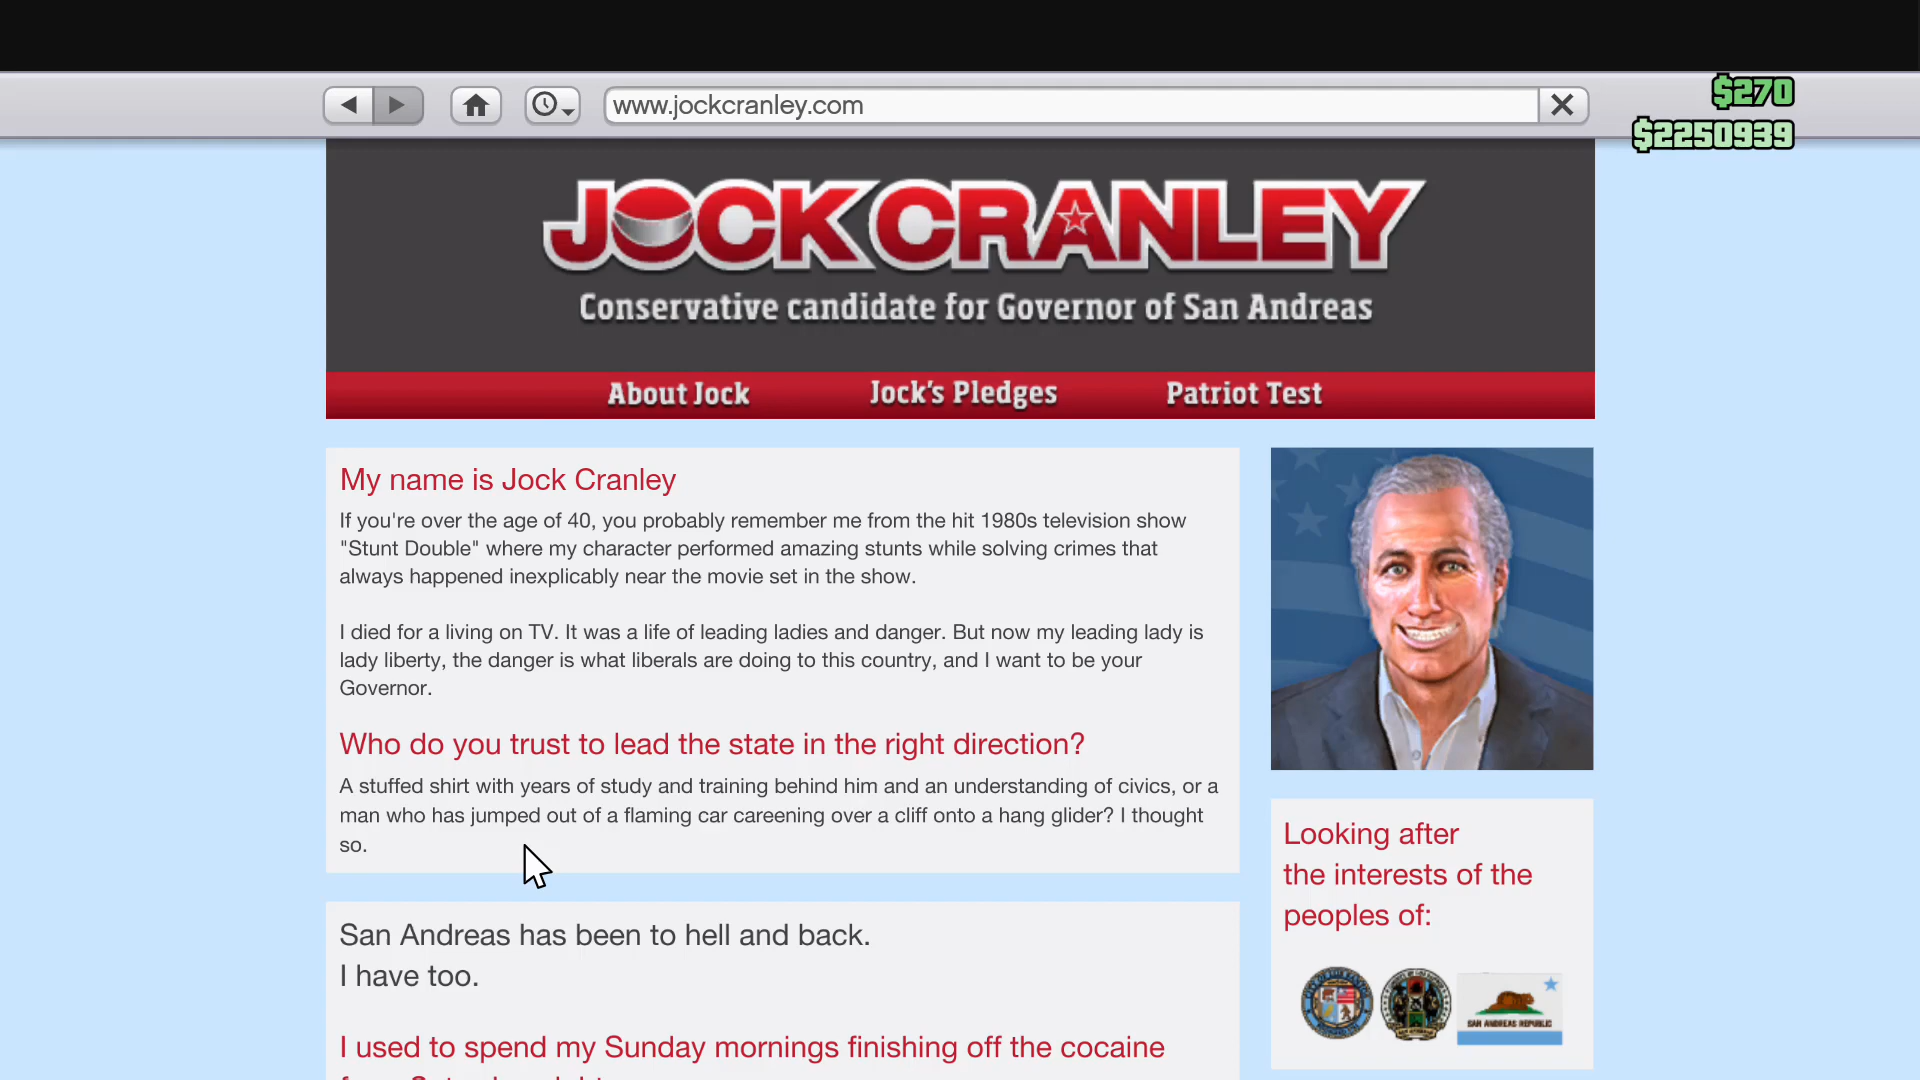 www.jockcranley.com
$270
$2250939
JOCK CRANLEY
Conservative candidate for Governor of San Andreas
About Jock
Jock's Pledges
Patriot Test
My name is Jock Cranley
If you're over the age of 40, you probably remember me from the hit 1980s television show
"Stunt Double" where my character performed amazing stunts while solving crimes that
always happened inexplicably near the movie set in the show.
I died for a living on TV. It was a life of leading ladies and danger. But now my leading lady is
lady liberty, the danger is what liberals are doing to this country, and I want to be your
Governor.
Who do you trust to lead the state in the right direction?
A stuffed shirt with years of study and training behind him and an understanding of civics, or a
man who has jumped out of a flaming car careening over a cliff onto a hang glider? I thought
so.
San Andreas has been to hell and back.
I have too.
I used to spend my Sunday mornings finishing off the cocaine
Looking after
the interests of the
peoples of:
SAN ANDREAS REPUBLIC